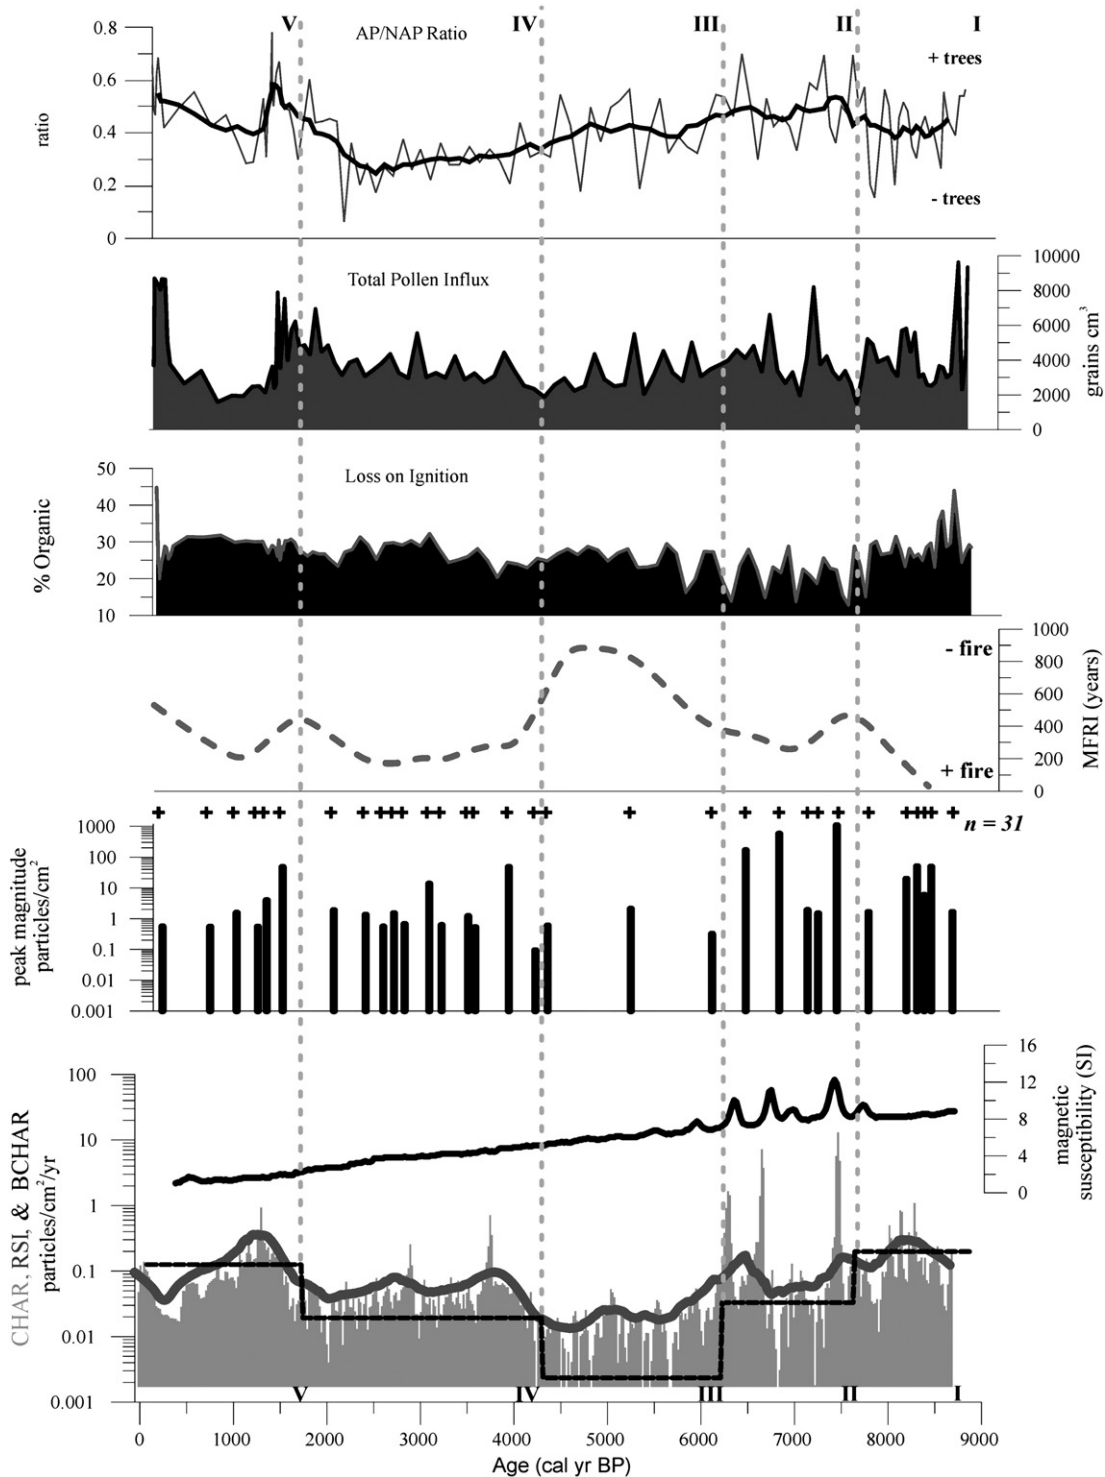 V IV III II I
AP/NAP Ratio
+ trees
- trees
ratio
0.8
0.6
0.4
0.2
0
Total Pollen Influx
10000
8000
6000
4000
2000
0
grains cm³
Loss on Ignition
% Organic
50
40
30
20
10
- fire
+ fire
1000
800
600
400
200
0
MFRI (years)
+ + + + + + + + + + + + + + + + + + + + + + + + + + + + + + +
n = 31
peak magnitude
particles/cm²
1000
100
10
1
0.1
0.01
0.001
16
12
8
4
0
magnetic
susceptibility (SI)
CHAR, RSI, & BCHAR
particles/cm²/yr
100
10
1
0.1
0.01
0.001
V IV III II I
0 1000 2000 3000 4000 5000 6000 7000 8000 9000
Age (cal yr BP)